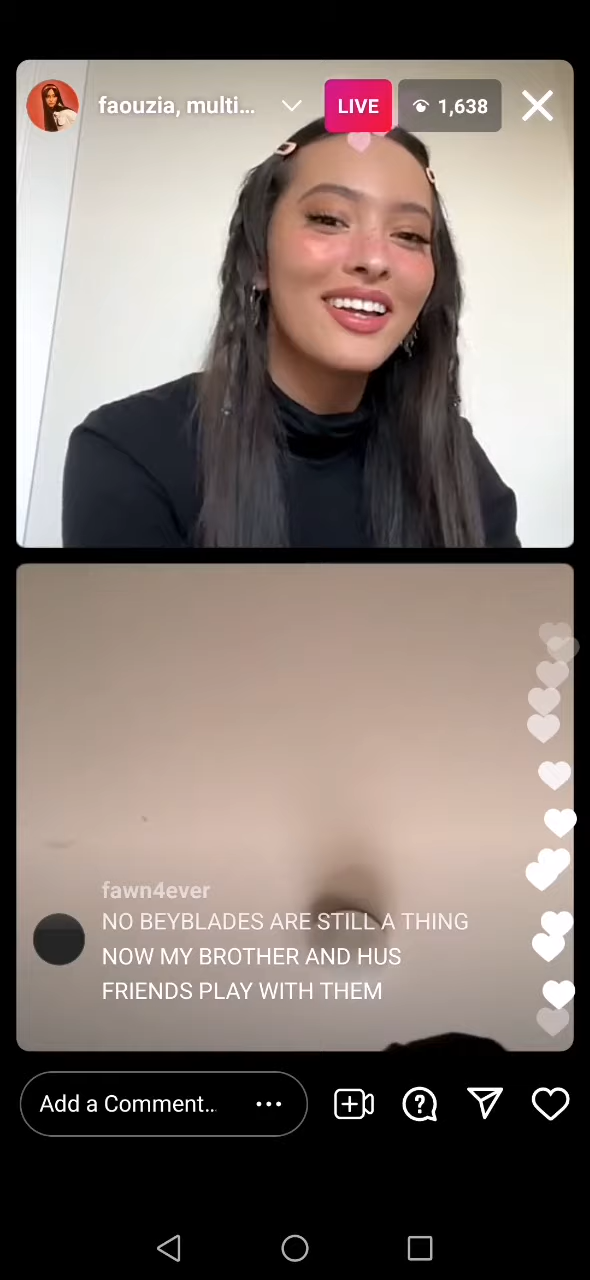 faouzia, multi...
LIVE
1,638
fawn4ever
NO BEYBLADES ARE STILL A THING
NOW MY BROTHER AND HUS
FRIENDS PLAY WITH THEM
Add a Comment...